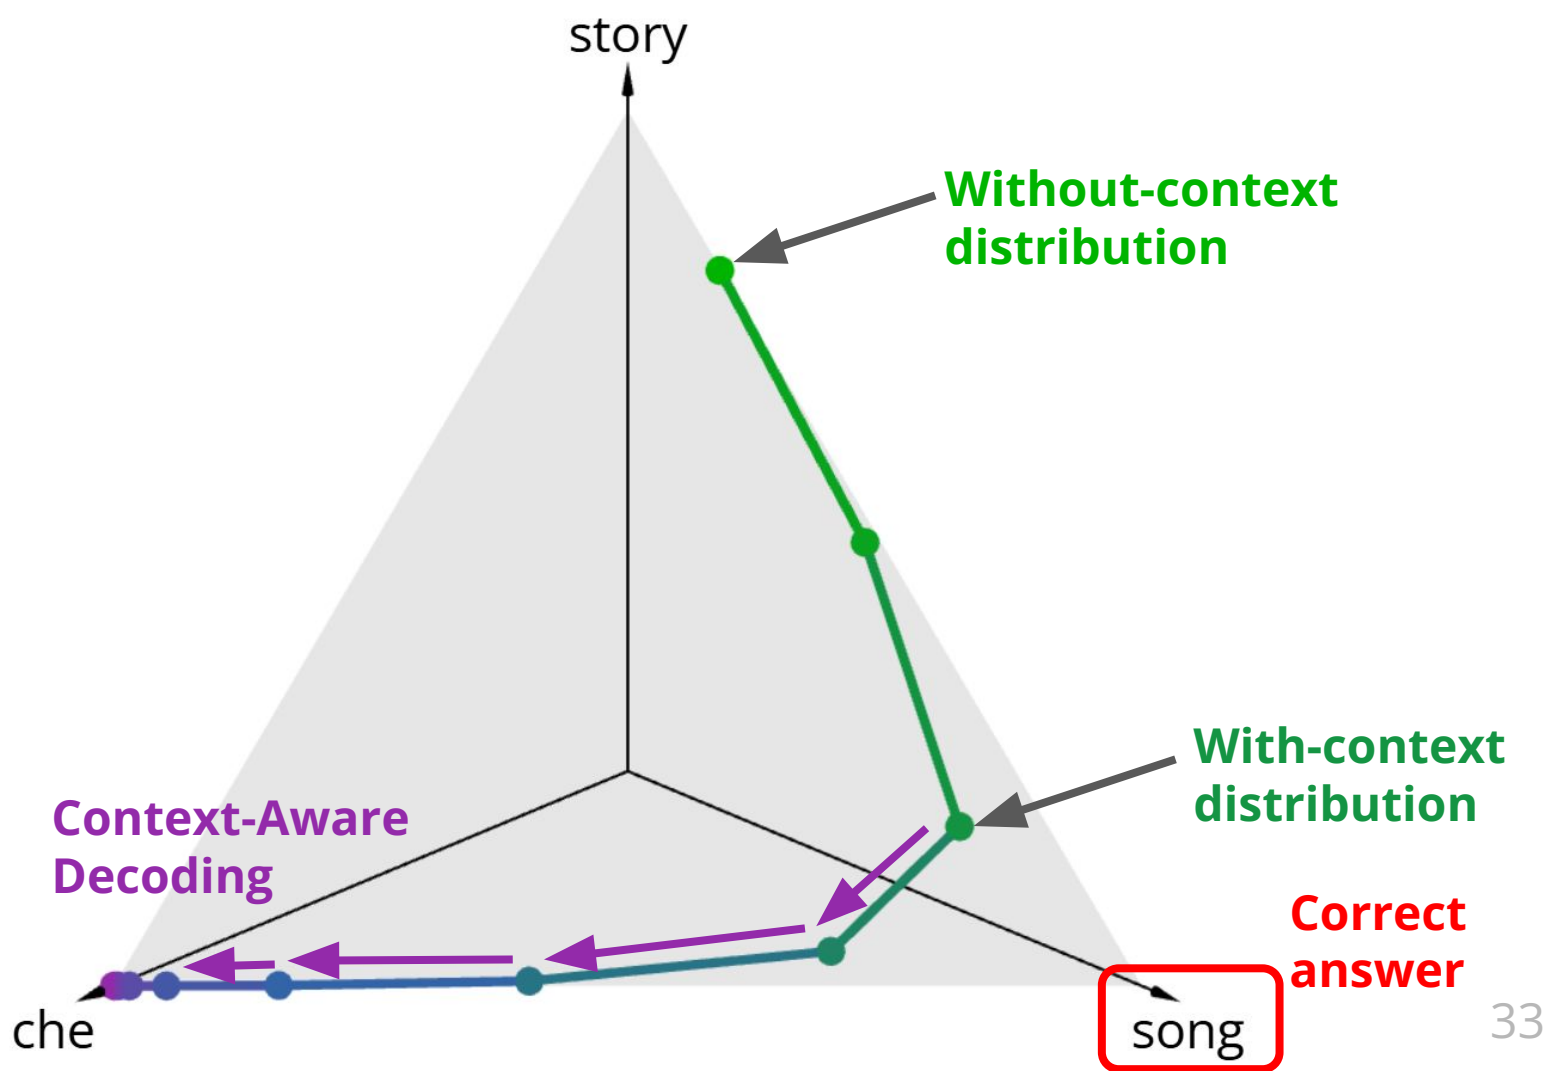 story
Without-context
distribution
With-context
distribution
Context-Aware
Decoding
Correct
answer
che
song
33